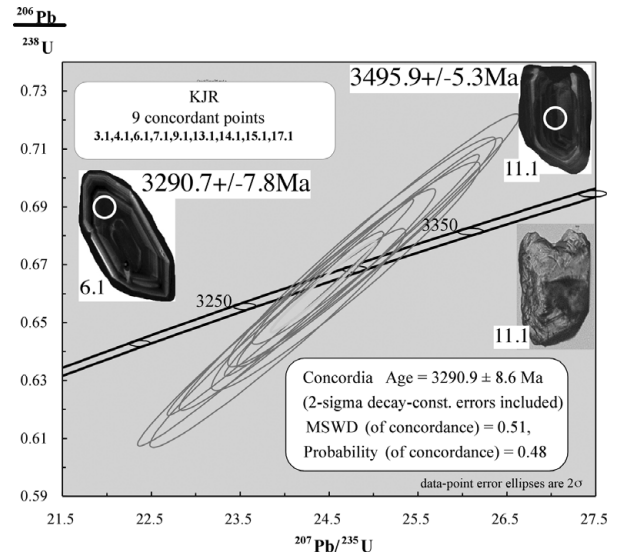 206Pb
238U
0.73
0.71
0.69
0.67
0.65
0.63
0.61
0.59
KJR
9 concordant points
3.1,4.1,6.1,7.1,9.1,13.1,14.1,15.1,17.1
3495.9+/-5.3Ma
11.1
3290.7+/-7.8Ma
6.1
3350
3250
11.1
Concordia Age = 3290.9 ± 8.6 Ma
(2-sigma decay-const. errors included)
MSWD (of concordance) = 0.51,
Probability (of concordance) = 0.48
data-point error ellipses are 2σ
21.5 22.5 23.5 24.5 25.5 26.5 27.5
207Pb/235U